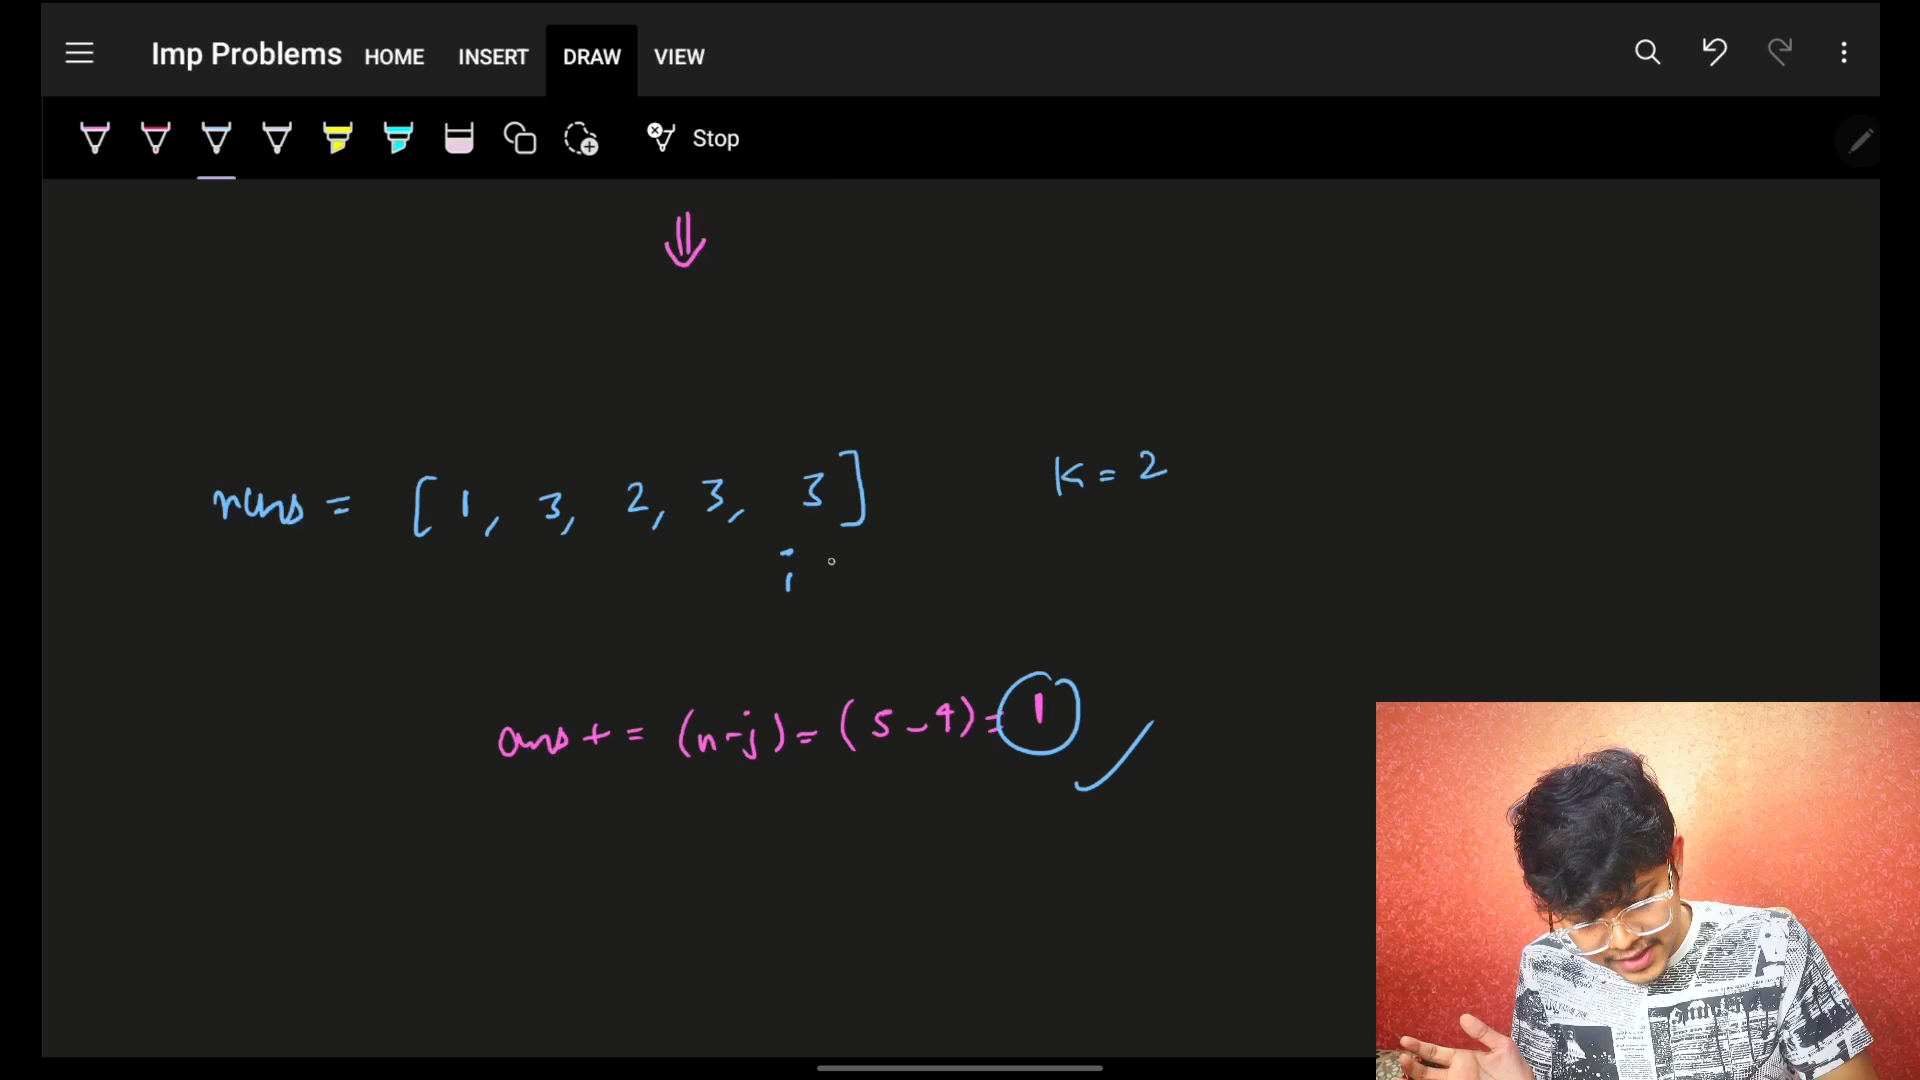 Imp Problems HOME INSERT DRAW VIEW
Stop
nums = [1, 3, 2, 3, 3] K = 2
i
ans + = (n-j) = (5-4) = 1